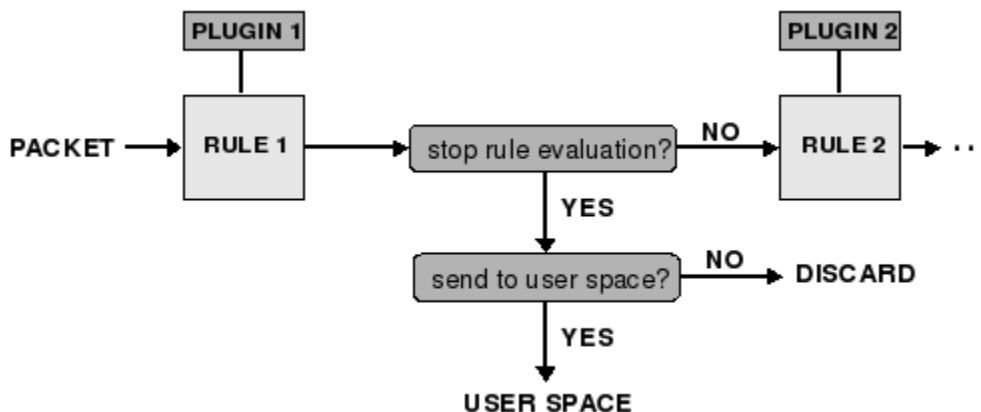 PLUGIN 1
PLUGIN 2
PACKET
RULE 1
stop rule evaluation?
NO
RULE 2
. .
YES
send to user space?
NO
DISCARD
YES
USER SPACE